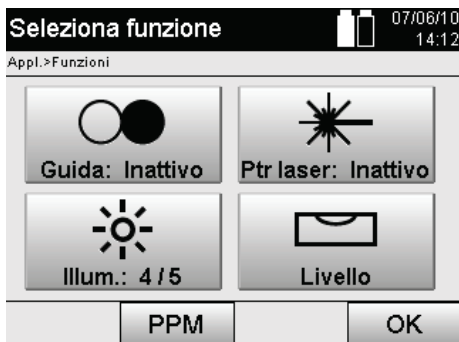 Seleziona funzione
07/06/10
14:12
Appl.>Funzioni
Guida: Inattivo
Ptr laser: Inattivo
Illum.: 4/5
Livello
PPM
OK